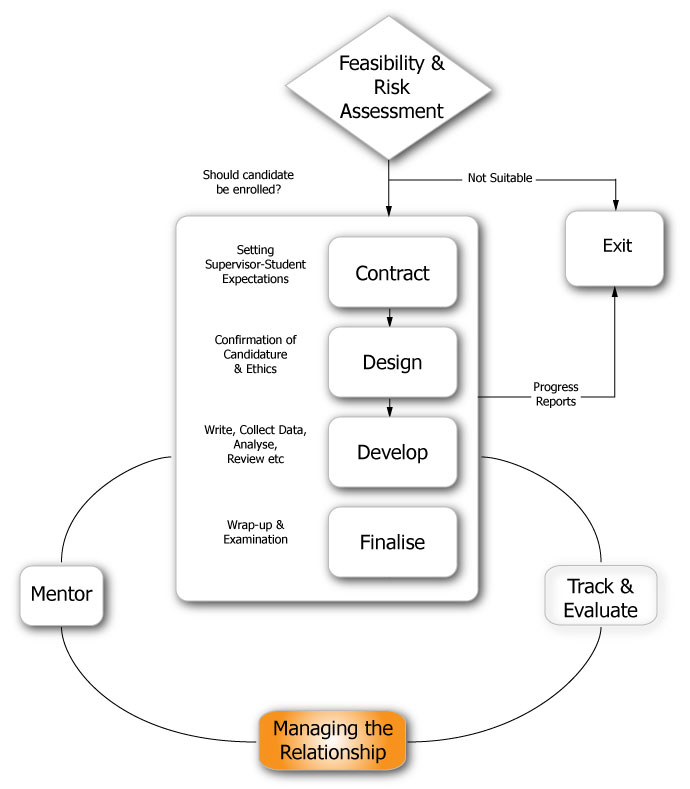 Feasibility &
Risk
Assessment
Should candidate
be enrolled?
Not Suitable
Exit
Setting
Supervisor-Student
Expectations
Contract
Confirmation of
Candidature
& Ethics
Design
Progress
Reports
Write, Collect Data,
Analyse,
Review etc
Develop
Wrap-up &
Examination
Finalise
Mentor
Track &
Evaluate
Managing the
Relationship